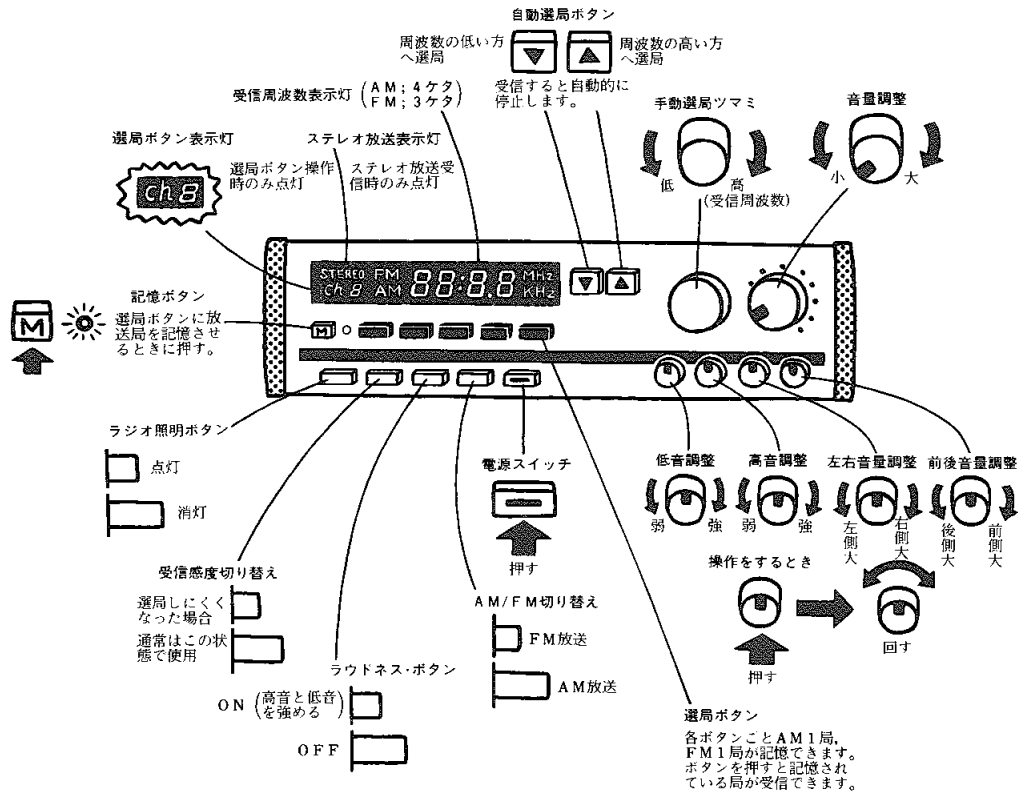 自動選局ボタン
周波数の低い方
へ選局
周波数の高い方
へ選局
受信すると自動的に
停止します。
受信周波数表示灯(AM;4ケタ
FM;3ケタ)
手動選局ツマミ
低
高
(受信周波数)
音量調整
小
大
選局ボタン表示灯
選局ボタン操作
時のみ点灯
ステレオ放送表示灯
ステレオ放送受
信時のみ点灯
Ch 8
STEREO FM 88:8.8 MHz
Ch 8 AM KHz
M
記憶ボタン
選局ボタンに放
送局を記憶させ
るときに押す。
M
ラジオ照明ボタン
点灯
消灯
受信感度切り替え
選局しにくく
なった場合
通常はこの状
態で使用
ラウドネス・ボタン
ON(高音と低音
を強める)
OFF
電源スイッチ
押す
AM/FM切り替え
FM放送
AM放送
低音調整
弱
強
高音調整
弱
強
左右音量調整
左側大
右側大
前後音量調整
後側大
前側大
操作をするとき
押す
回す
選局ボタン
各ボタンごとAM1局,
FM1局が記憶できます。
ボタンを押すと記憶され
ている局が受信できます。